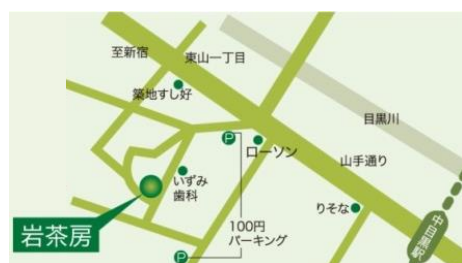 至新宿
東山一丁目
築地すし好
目黒川
P
ローソン
山手通り
いずみ
歯科
りそな
100円
パーキング
中目黒駅
岩茶房
P